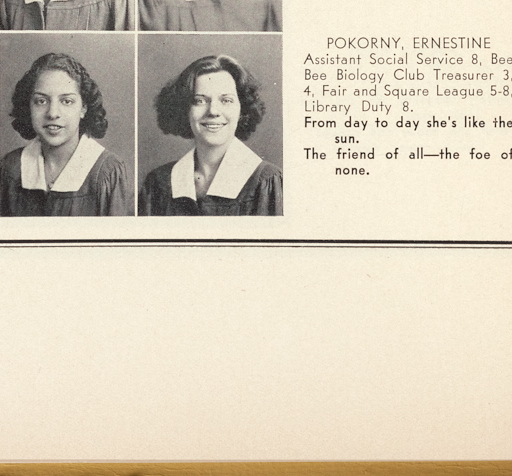 POKORNY, ERNESTINE
Assistant Social Service 8, Bee
Bee Biology Club Treasurer 3,
4, Fair and Square League 5-8,
Library Duty 8.
From day to day she's like the
sun.
The friend of all—the foe of
none.